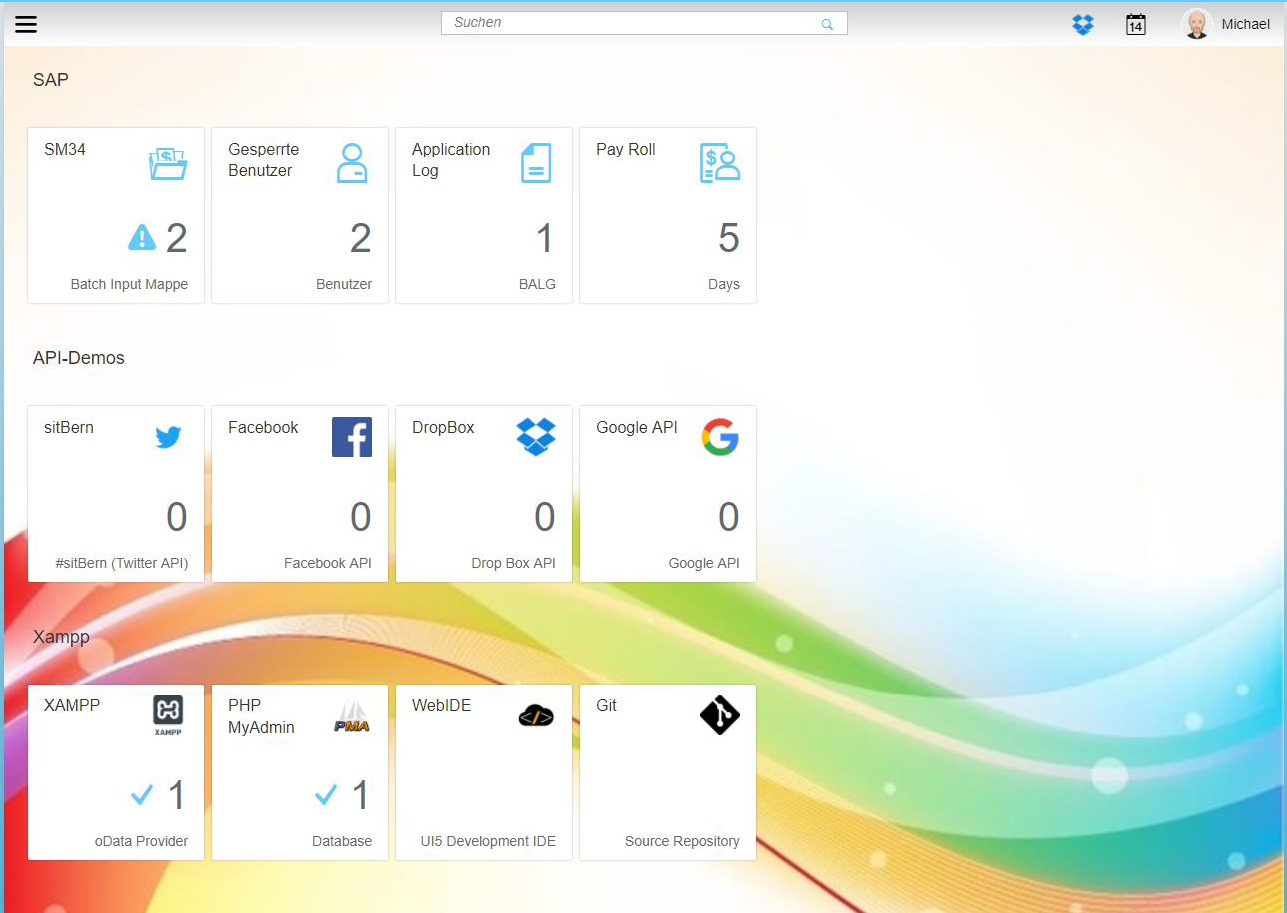 Suchen
14
Michael
SAP
SM34
2
Batch Input Mappe
Gesperrte
Benutzer
2
Benutzer
Application
Log
1
BALG
Pay Roll
$
5
Days
API-Demos
sitBern
0
#sitBern (Twitter API)
Facebook
f
0
Facebook API
DropBox
0
Drop Box API
Google API
G
0
Google API
Xampp
XAMPP
XAMPP
1
oData Provider
PHP
MyAdmin
PMA
1
Database
WebIDE
</>
UI5 Development IDE
Git
Source Repository